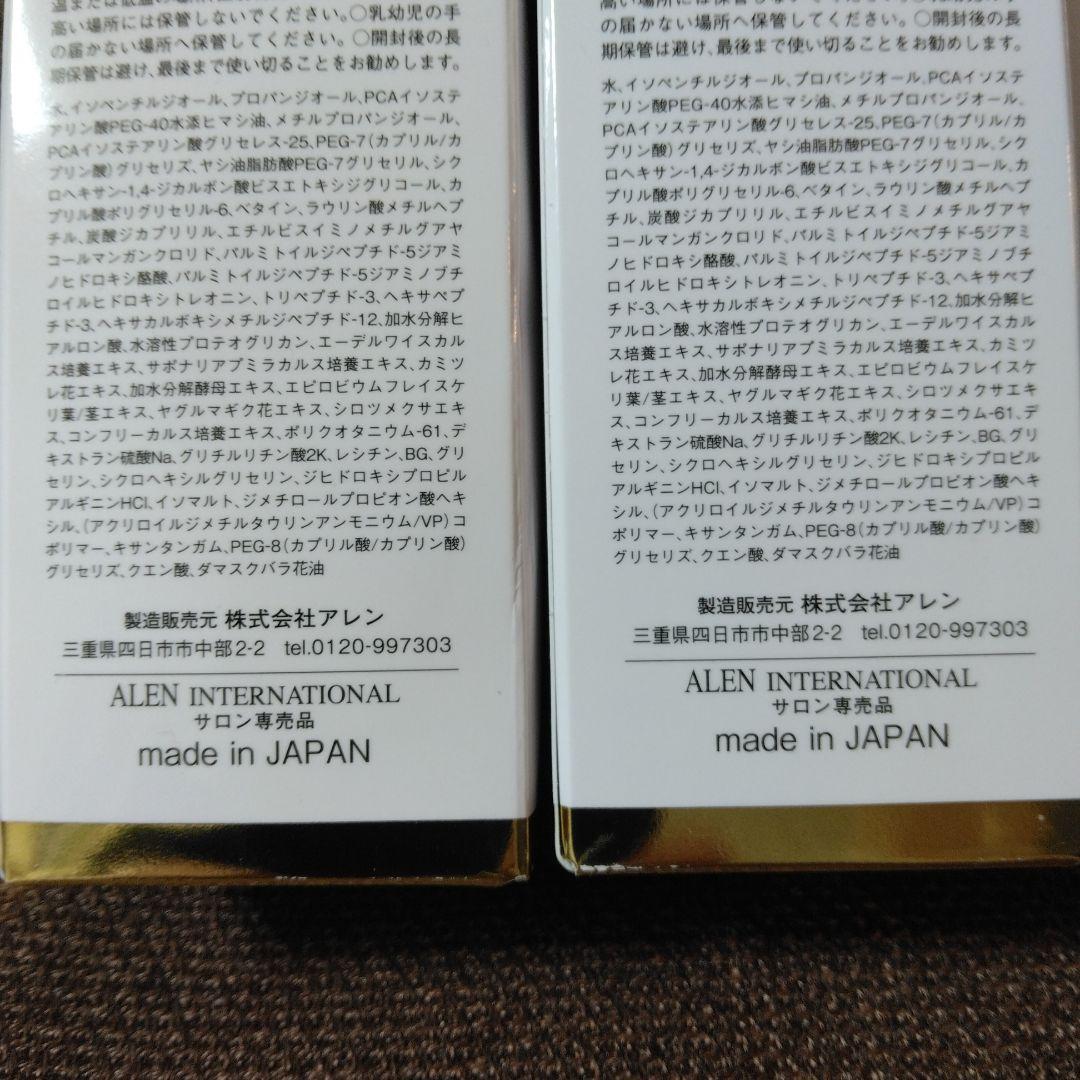 高い場所には保管しないでください。○乳幼児の手
の届かない場所へ保管してください。○開封後の長
期保管は避け、最後まで使い切ることをお勧めします。
水、イソペンチルジオール、プロパンジオール、PCAイソステ
アリン酸PEG-40水添ヒマシ油、メチルプロパンジオール、
PCAイソステアリン酸グリセレス-25、PEG-7(カプリル/カ
プリン酸)グリセリズ、ヤシ油脂肪酸PEG-7グリセリル、シク
ロヘキサン-1,4-ジカルボン酸ビスエトキシジグリコール、カ
プリル酸ポリグリセリル-6、ベタイン、ラウリン酸メチルヘプ
チル、炭酸ジカプリリル、エチルビスイミノメチルグアヤ
コールマンガンクロリド、パルミトイルジペプチド-5ジアミ
ノヒドロキシ酪酸、パルミトイルジペプチド-5ジアミノブチ
ロイルヒドロキシトレオニン、トリペプチド-3、ヘキサペプ
チド-3、ヘキサカルボキシメチルジペプチド-12、加水分解ヒ
アルロン酸、水溶性プロテオグリカン、エーデルワイスカル
ス培養エキス、サポナリアプミラカルス培養エキス、カミツ
レ花エキス、加水分解酵母エキス、エピロビウムフレイスケ
リ葉/茎エキス、ヤグルマギク花エキス、シロツメクサエキ
ス、コンフリーカルス培養エキス、ポリクオタニウム-61、デ
キストラン硫酸Na、グリチルリチン酸2K、レシチン、BG、グリ
セリン、シクロヘキシルグリセリン、ジヒドロキシプロピル
アルギニンHCl、イソマルト、ジメチロールプロピオン酸ヘキ
シル、(アクリロイルジメチルタウリンアンモニウム/VP)コ
ポリマー、キサンタンガム、PEG-8(カプリル酸/カプリン酸)
グリセリズ、クエン酸、ダマスクバラ花油
製造販売元 株式会社アレン
三重県四日市市中部2-2 tel.0120-997303
ALEN INTERNATIONAL
サロン専売品
made in JAPAN
の届かない場所へ保管してください。○開封後の長
期保管は避け、最後まで使い切ることをお勧めします。
水、イソペンチルジオール、プロパンジオール、PCAイソステ
アリン酸PEG-40水添ヒマシ油、メチルプロパンジオール、
PCAイソステアリン酸グリセレス-25、PEG-7(カプリル/カ
プリン酸)グリセリズ、ヤシ油脂肪酸PEG-7グリセリル、シク
ロヘキサン-1,4-ジカルボン酸ビスエトキシジグリコール、カ
プリル酸ポリグリセリル-6、ベタイン、ラウリン酸メチルヘプ
チル、炭酸ジカプリリル、エチルビスイミノメチルグアヤ
コールマンガンクロリド、パルミトイルジペプチド-5ジアミ
ノヒドロキシ酪酸、パルミトイルジペプチド-5ジアミノブチ
ロイルヒドロキシトレオニン、トリペプチド-3、ヘキサペプ
チド-3、ヘキサカルボキシメチルジペプチド-12、加水分解ヒ
アルロン酸、水溶性プロテオグリカン、エーデルワイスカル
ス培養エキス、サポナリアプミラカルス培養エキス、カミツ
レ花エキス、加水分解酵母エキス、エピロビウムフレイスケ
リ葉/茎エキス、ヤグルマギク花エキス、シロツメクサエキ
ス、コンフリーカルス培養エキス、ポリクオタニウム-61、デ
キストラン硫酸Na、グリチルリチン酸2K、レシチン、BG、グリ
セリン、シクロヘキシルグリセリン、ジヒドロキシプロピル
アルギニンHCl、イソマルト、ジメチロールプロピオン酸ヘキ
シル、(アクリロイルジメチルタウリンアンモニウム/VP)コ
ポリマー、キサンタンガム、PEG-8(カプリル酸/カプリン酸)
グリセリズ、クエン酸、ダマスクバラ花油
製造販売元 株式会社アレン
三重県四日市市中部2-2 tel.0120-997303
ALEN INTERNATIONAL
サロン専売品
made in JAPAN